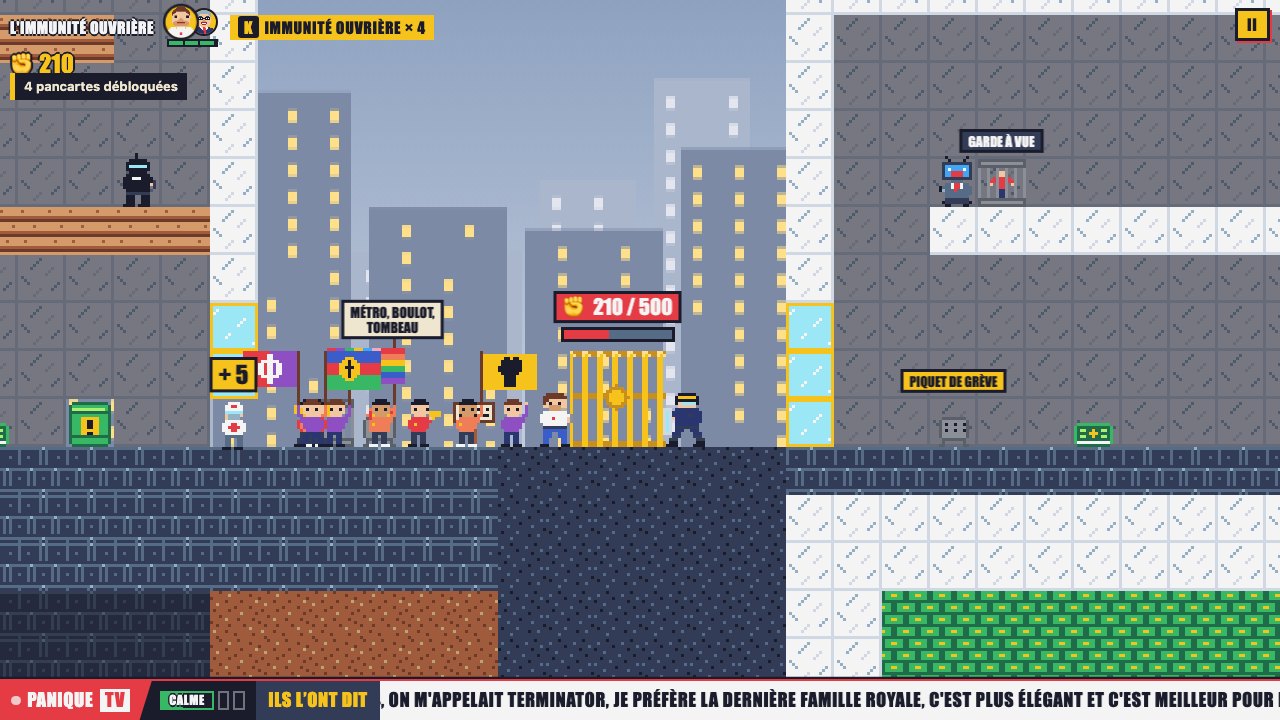 L'IMMUNITÉ OUVRIÈRE
K IMMUNITÉ OUVRIÈRE × 4
210
4 pancartes débloquées
GARDE À VUE
MÉTRO, BOULOT,
TOMBEAU
210 / 500
+ 5
PIQUET DE GRÈVE
PANIQUE TV
CALME
ILS L'ONT DIT
, ON M'APPELAIT TERMINATOR, JE PRÉFÈRE LA DERNIÈRE FAMILLE ROYALE, C'EST PLUS ÉLÉGANT ET C'EST MEILLEUR POUR